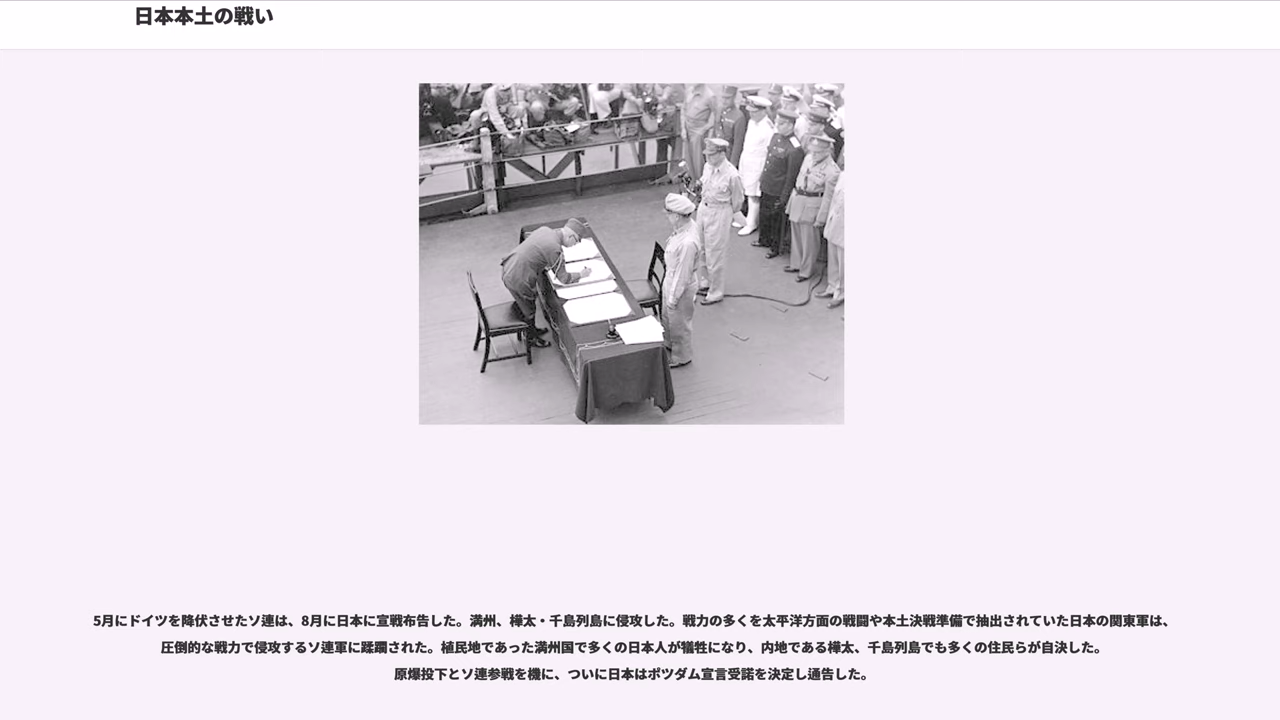 日本本土の戦い
5月にドイツを降伏させたソ連は、8月に日本に宣戦布告した。満州、樺太・千島列島に侵攻した。戦力の多くを太平洋方面の戦闘や本土決戦準備で抽出されていた日本の関東軍は、
圧倒的な戦力で侵攻するソ連軍に蹂躙された。植民地であった満州国で多くの日本人が犠牲になり、内地である樺太、千島列島でも多くの住民らが自決した。
原爆投下とソ連参戦を機に、ついに日本はポツダム宣言受諾を決定し通告した。